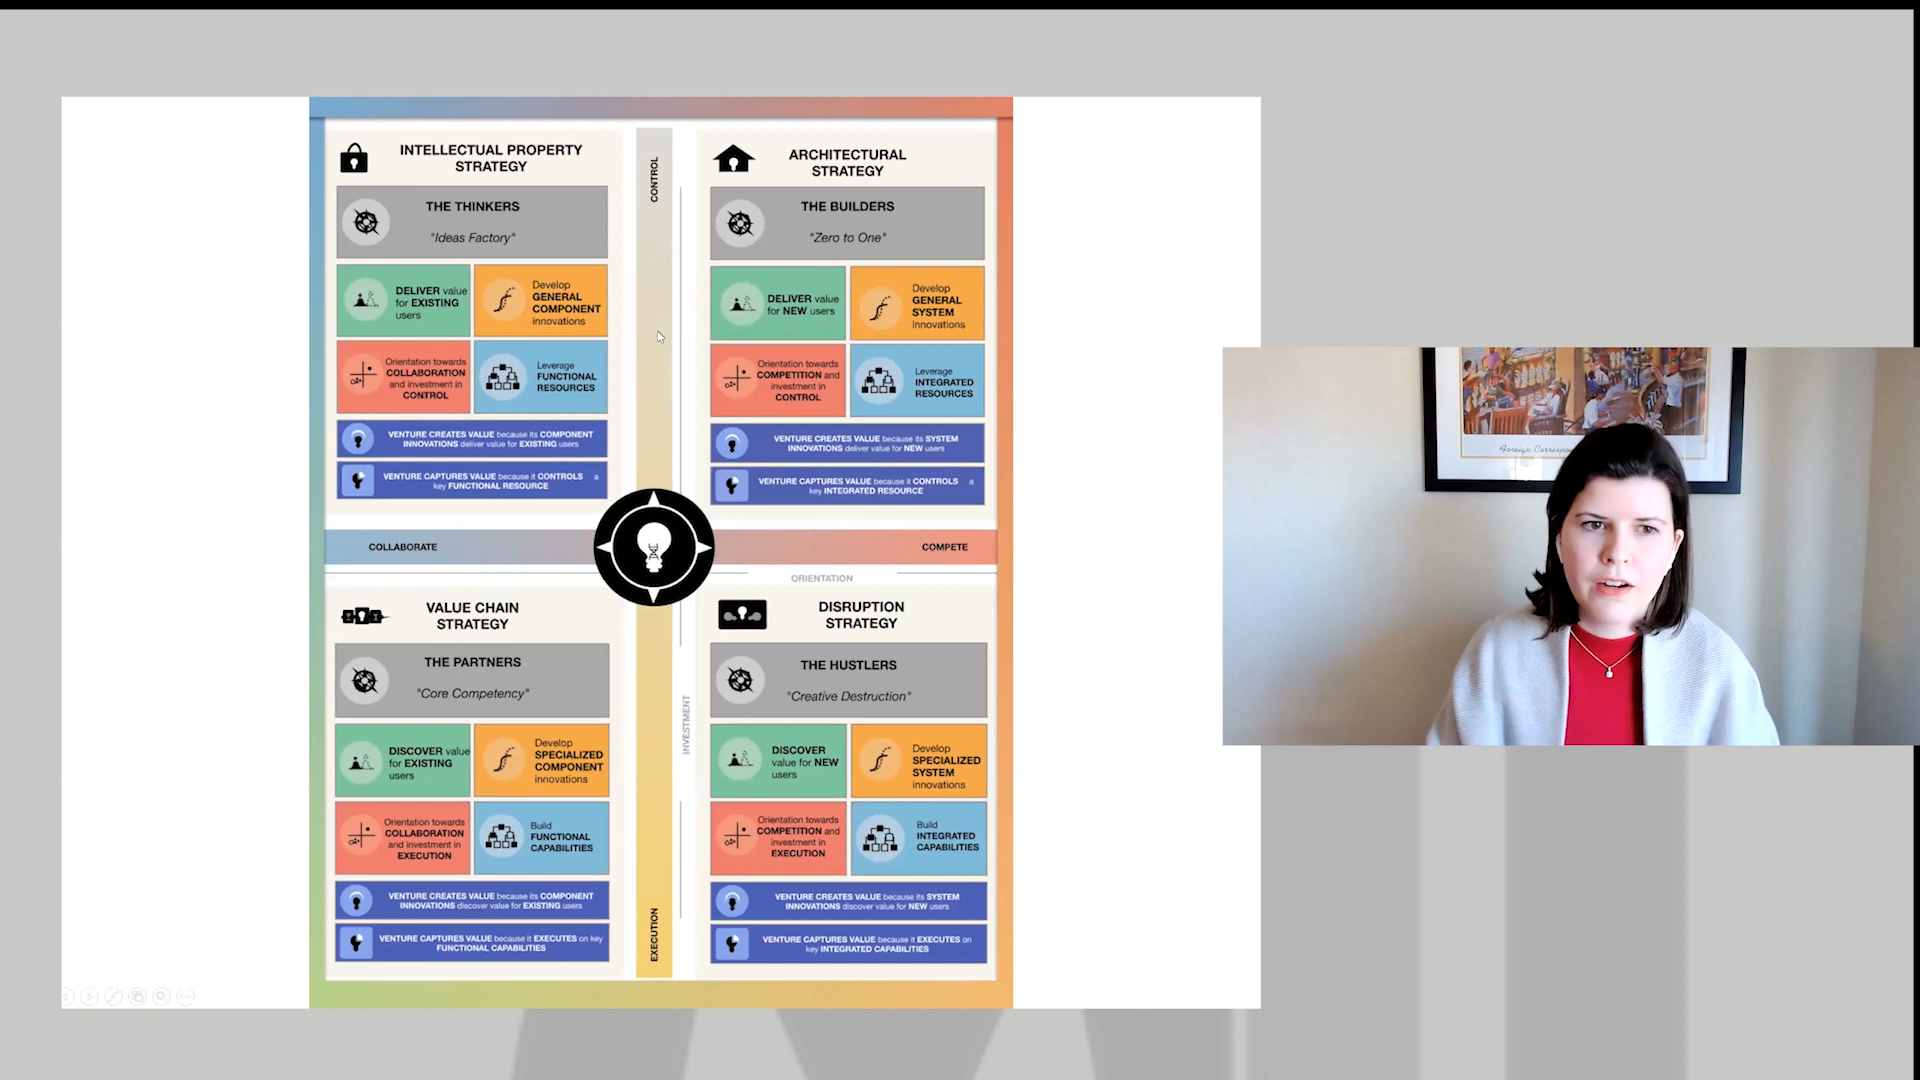 INTELLECTUAL PROPERTY
STRATEGY
THE THINKERS
"Ideas Factory"
DELIVER value
for EXISTING
users
Develop
GENERAL
COMPONENT
innovations
Orientation towards
COLLABORATION
and investment in
CONTROL
Leverage
FUNCTIONAL
RESOURCES
VENTURE CREATES VALUE because its COMPONENT
INNOVATIONS deliver value for EXISTING users
VENTURE CAPTURES VALUE because it CONTROLS a
key FUNCTIONAL RESOURCE
CONTROL
ARCHITECTURAL
STRATEGY
THE BUILDERS
"Zero to One"
DELIVER value
for NEW users
Develop
GENERAL
SYSTEM
innovations
Orientation towards
COMPETITION and
investment in
CONTROL
Leverage
INTEGRATED
RESOURCES
VENTURE CREATES VALUE because its SYSTEM
INNOVATIONS deliver value for NEW users
VENTURE CAPTURES VALUE because it CONTROLS a
key INTEGRATED RESOURCE
COLLABORATE
COMPETE
ORIENTATION
VALUE CHAIN
STRATEGY
THE PARTNERS
"Core Competency"
DISCOVER value
for EXISTING
users
Develop
SPECIALIZED
COMPONENT
innovations
Orientation towards
COLLABORATION
and investment in
EXECUTION
Build
FUNCTIONAL
CAPABILITIES
VENTURE CREATES VALUE because its COMPONENT
INNOVATIONS discover value for EXISTING users
VENTURE CAPTURES VALUE because it EXECUTES on key
FUNCTIONAL CAPABILITIES
INVESTMENT
EXECUTION
DISRUPTION
STRATEGY
THE HUSTLERS
"Creative Destruction"
DISCOVER
value for NEW
users
Develop
SPECIALIZED
SYSTEM
innovations
Orientation towards
COMPETITION and
investment in
EXECUTION
Build
INTEGRATED
CAPABILITIES
VENTURE CREATES VALUE because its SYSTEM
INNOVATIONS discover value for NEW users
VENTURE CAPTURES VALUE because it EXECUTES on
key INTEGRATED CAPABILITIES
Foreign